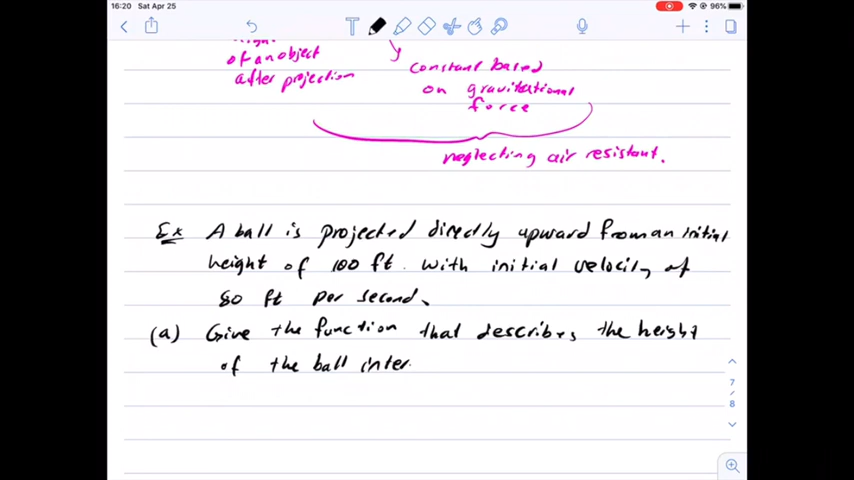 16:20 Sat Apr 25
96%
of an object
after projection
Constant based
on gravitational
force
neglecting air resistant.
Ex A ball is projected directly upward from an initial
height of 100 ft. with initial velocity of
80 ft per second.
(a) Give the function that describes the height
of the ball inter
7
/
8